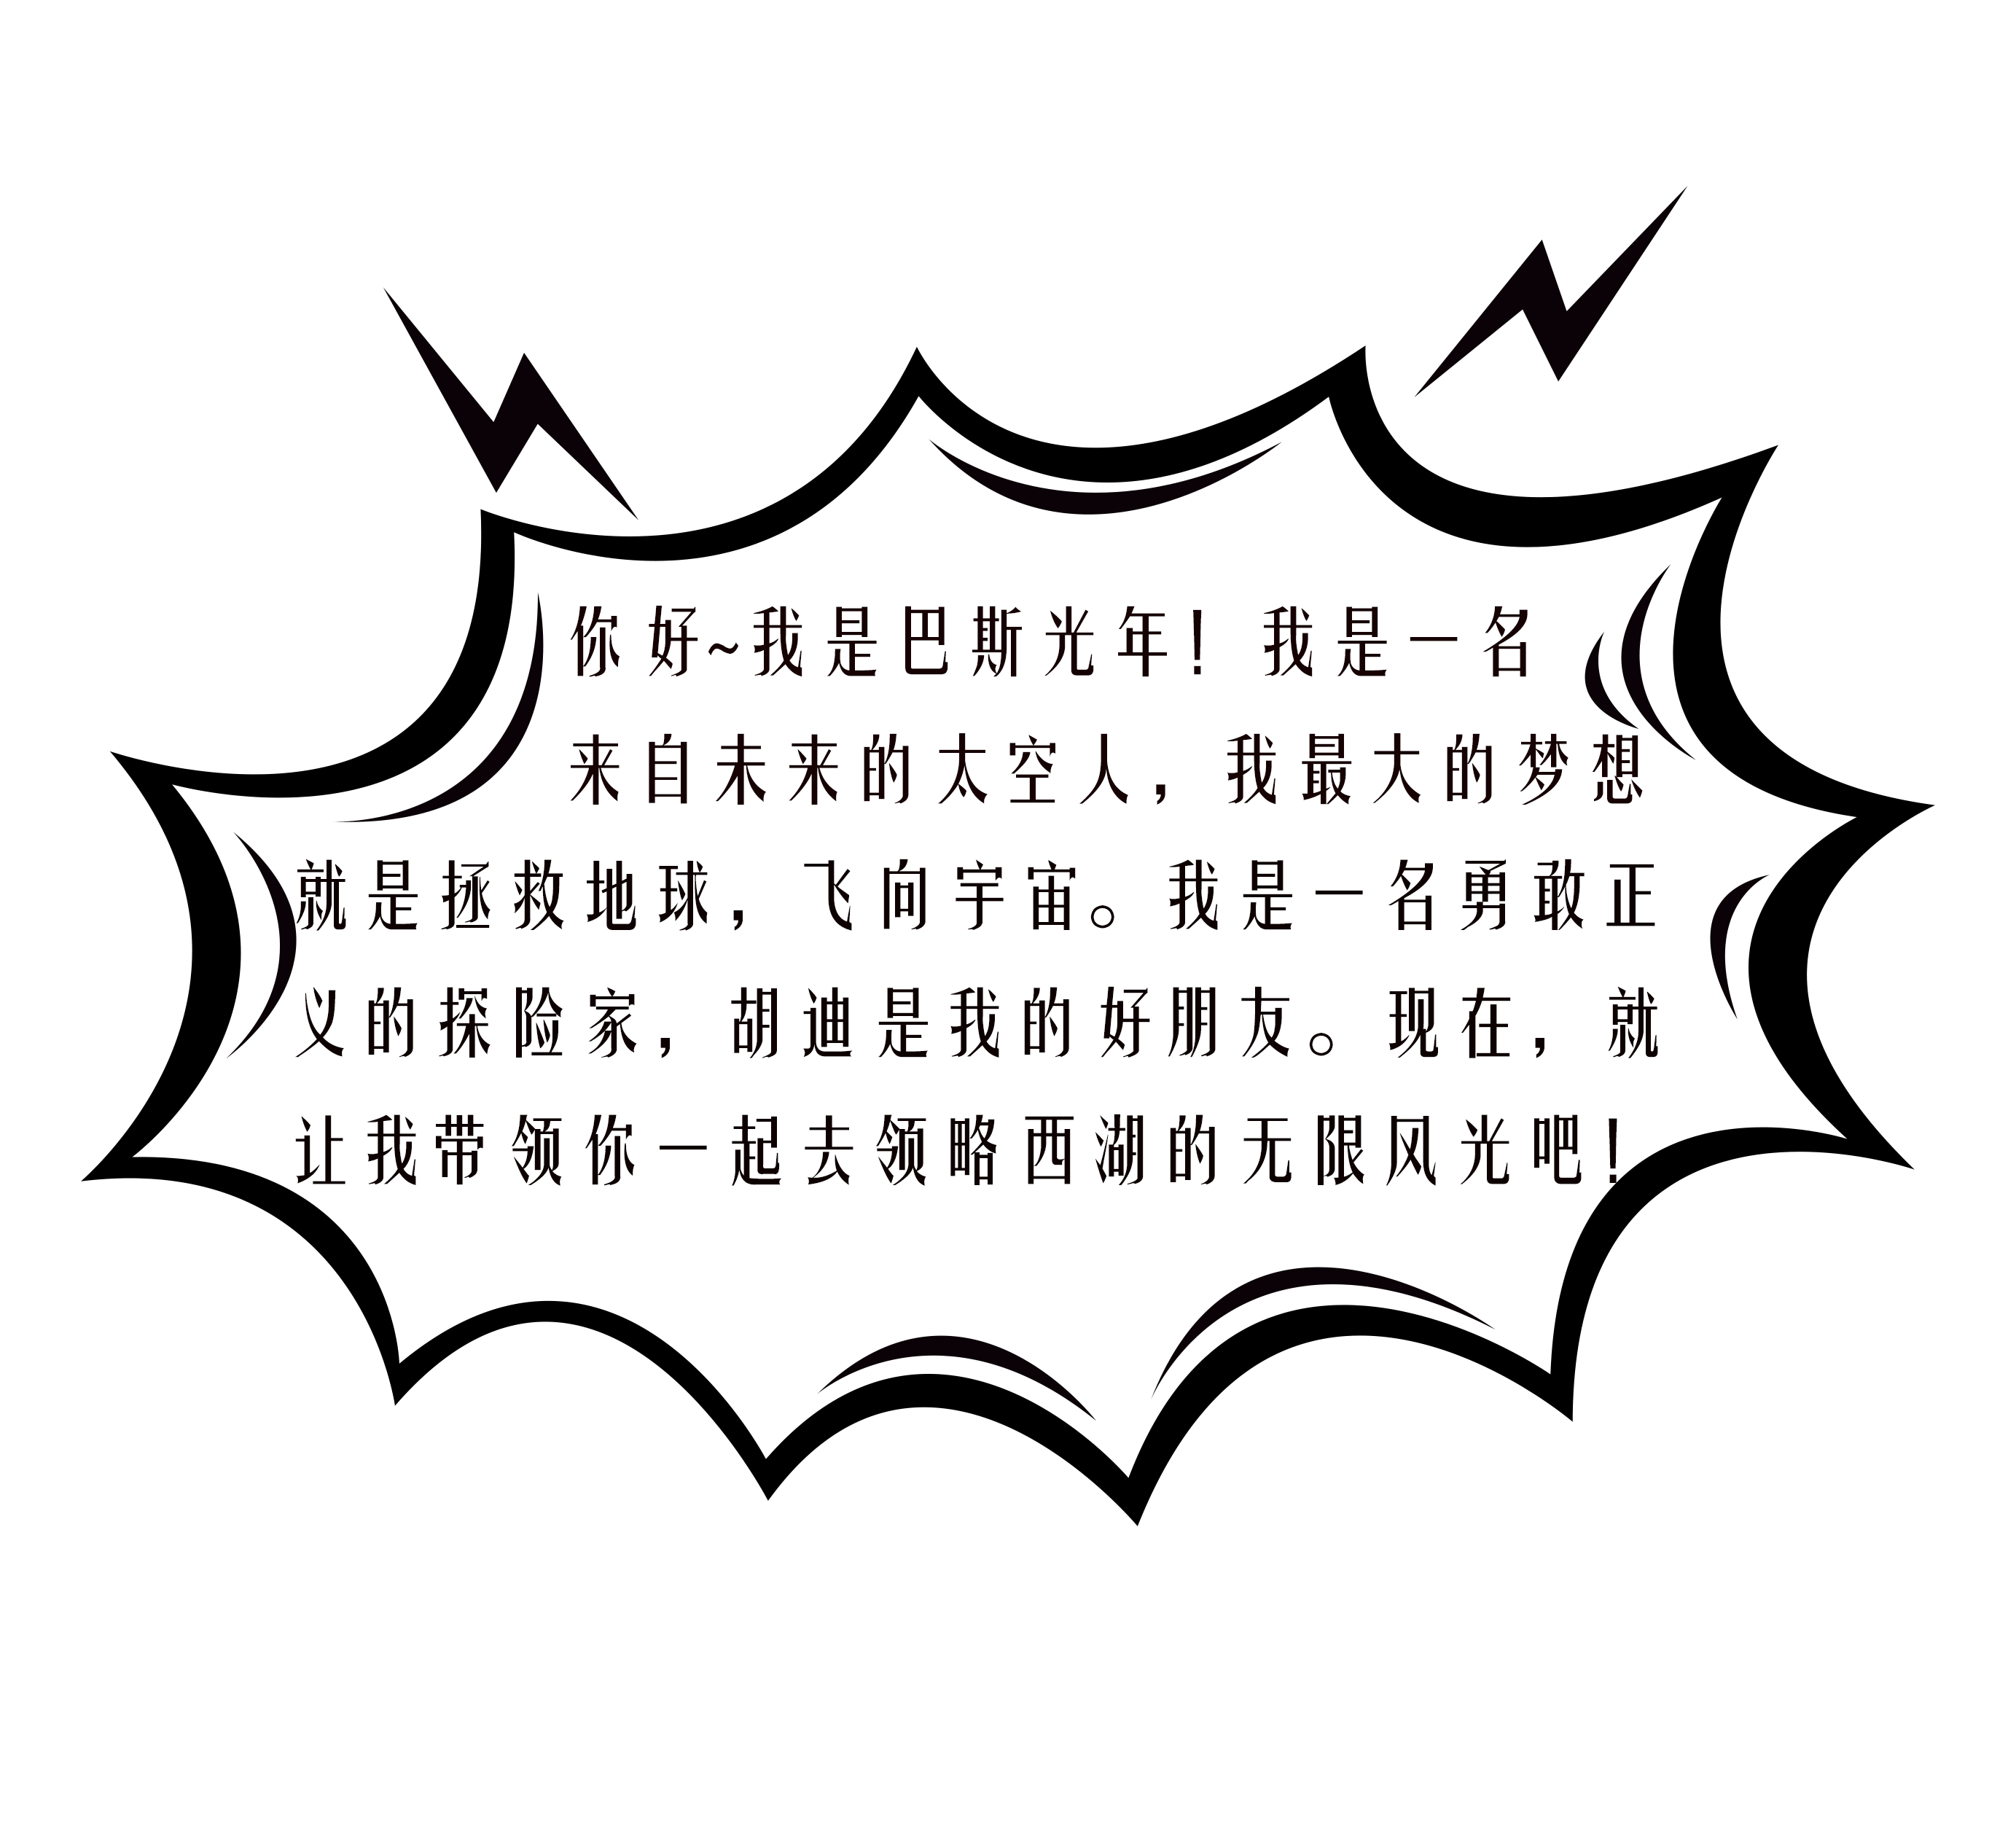 你好~我是巴斯光年！我是一名
来自未来的太空人，我最大的梦想
就是拯救地球，飞向宇宙。我是一名勇敢正
义的探险家，胡迪是我的好朋友。现在，就
让我带领你一起去领略西湖的无限风光吧！